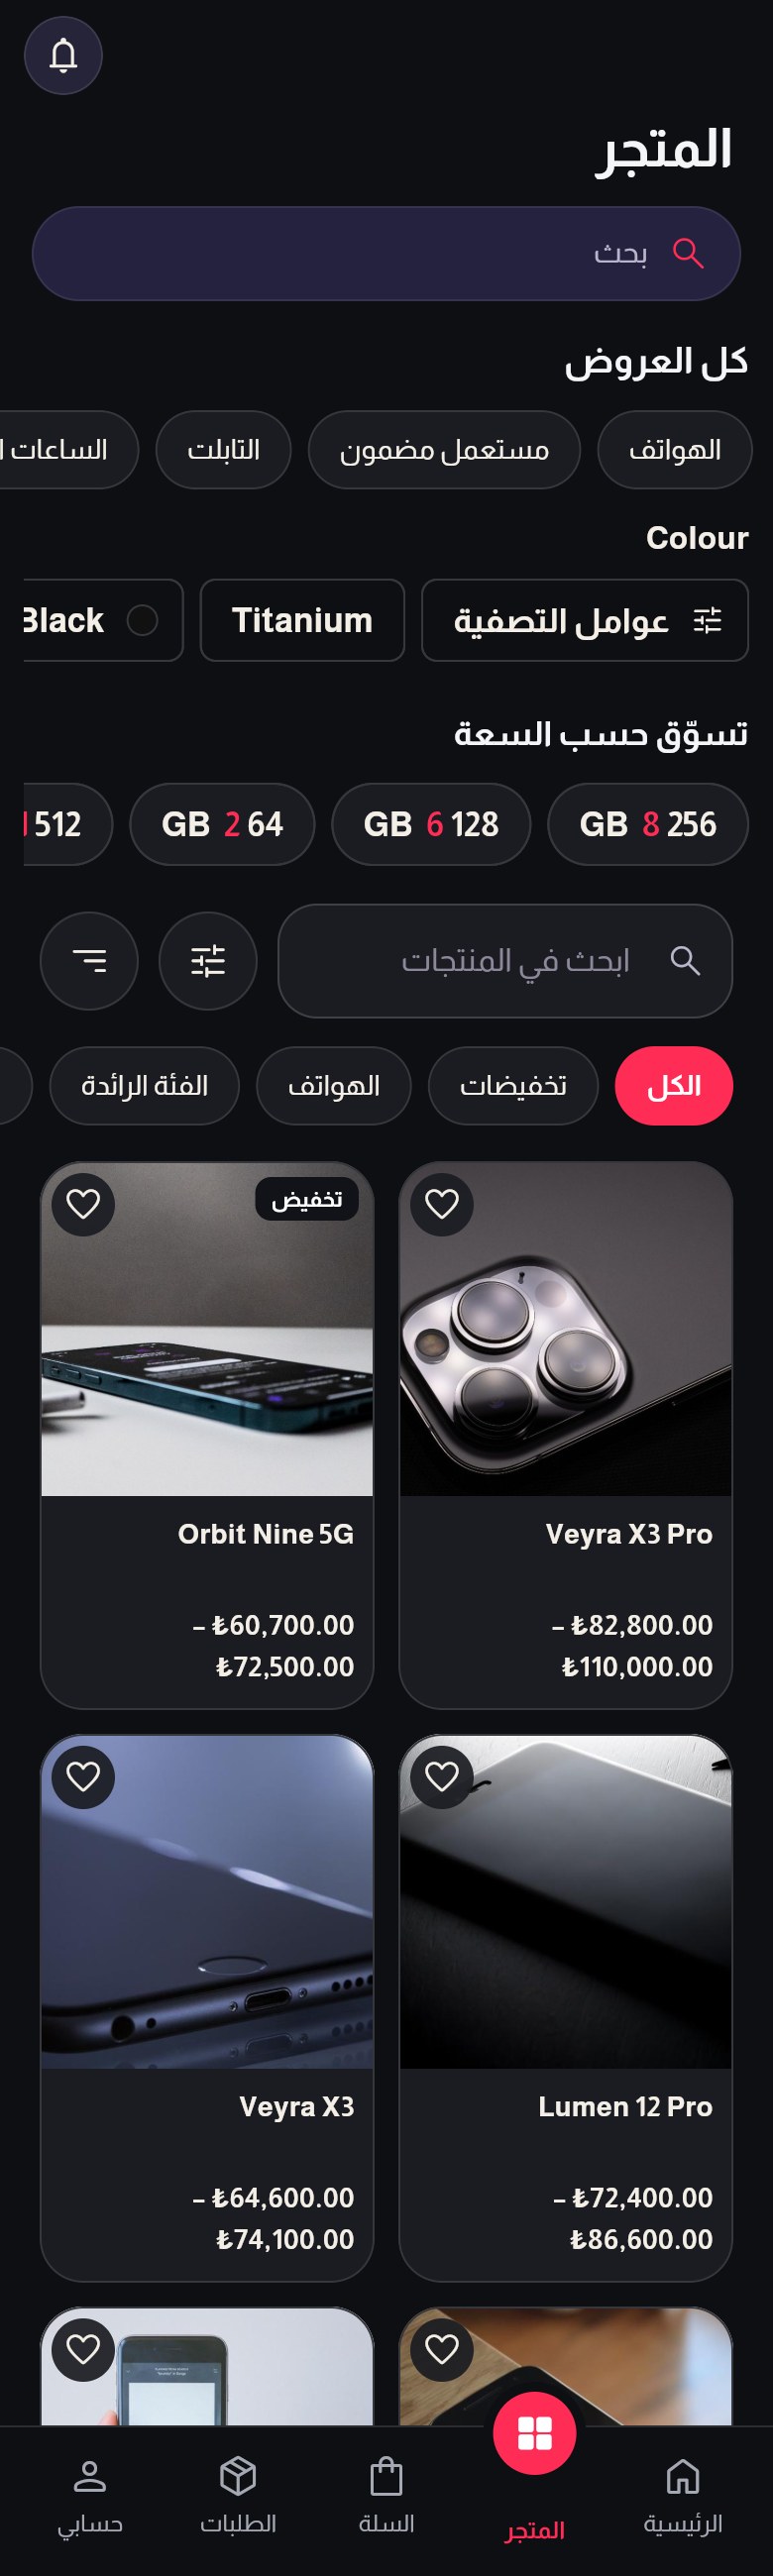 المتجر
بحث
كل العروض
الهواتف
مستعمل مضمون
التابلت
الساعات
Colour
عوامل التصفية
Titanium
Black
تسوّق حسب السعة
256 GB 8
128 GB 6
64 GB 2
512
ابحث في المنتجات
الكل
تخفيضات
الهواتف
الفئة الرائدة
Veyra X3 Pro
₺82,800.00 –
₺110,000.00
تخفيض
Orbit Nine 5G
₺60,700.00 –
₺72,500.00
Lumen 12 Pro
₺72,400.00 –
₺86,600.00
Veyra X3
₺64,600.00 –
₺74,100.00
الرئيسية
المتجر
السلة
الطلبات
حسابي